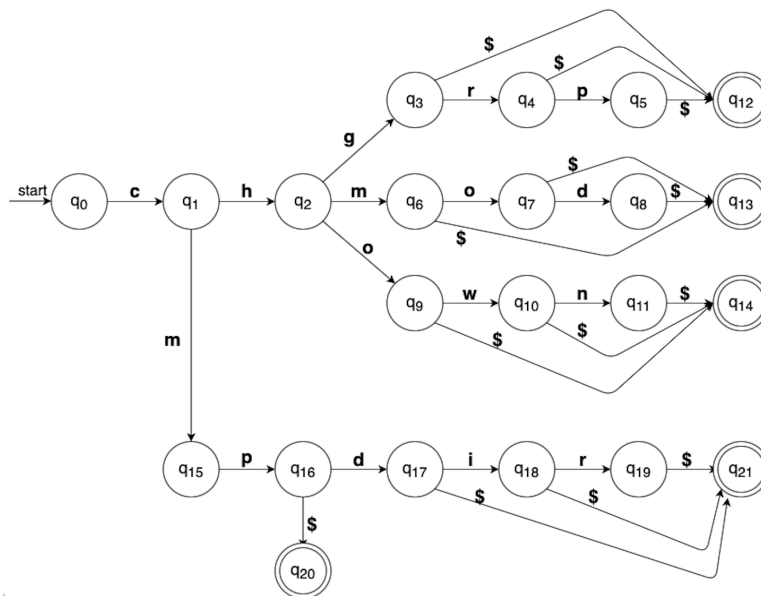 $
$
q3 r q4 p q5 $ q12
g
$
start q0 c q1 h q2 m q6 o q7 d q8 $ q13
$
o
q9 w q10 n q11 $ q14
$ $
m
q15 p q16 d q17 i q18 r q19 $ q21
$ $ $
q20